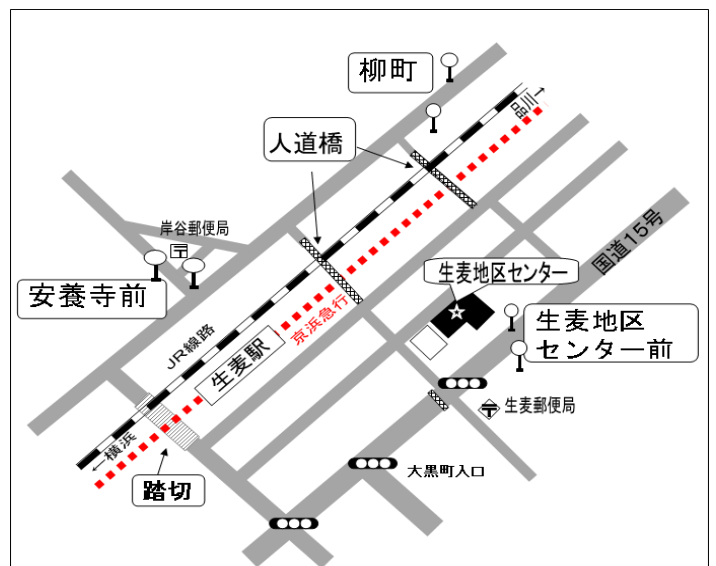 柳町
品川→
人道橋
岸谷郵便局
国道15号
生麦地区センター
安養寺前
京浜急行
生麦地区
センター前
JR線路
生麦駅
生麦郵便局
←横浜
踏切
大黒町入口